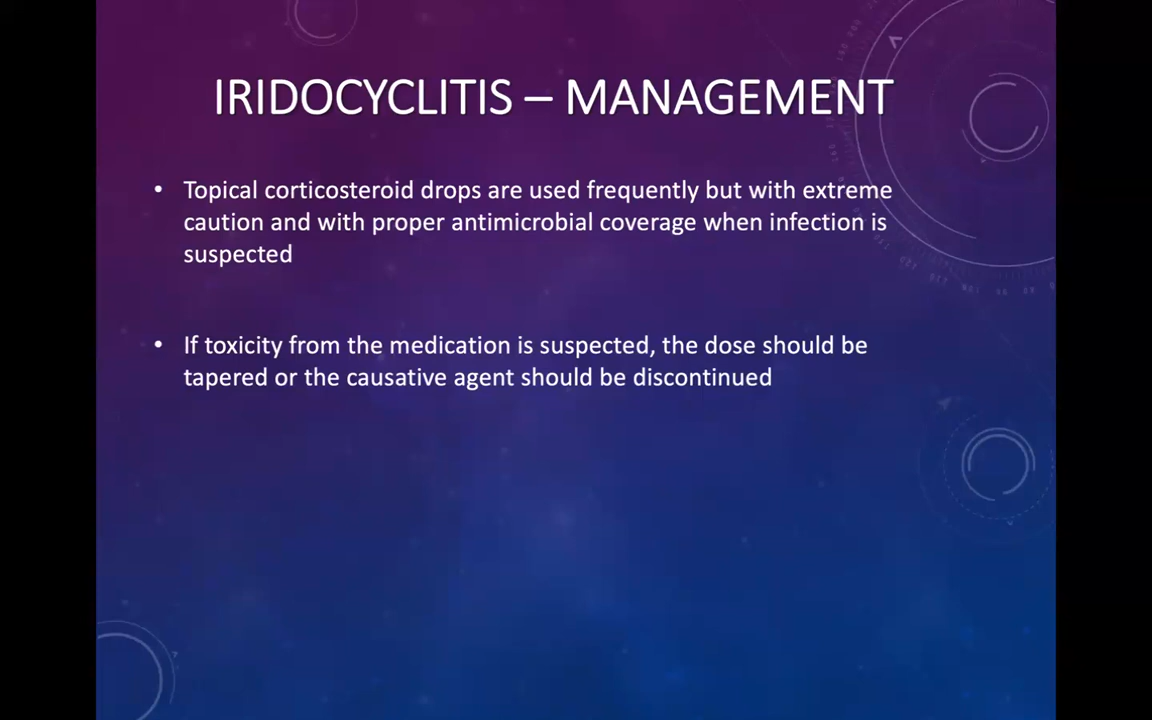 IRIDOCYCLITIS – MANAGEMENT
• Topical corticosteroid drops are used frequently but with extreme
caution and with proper antimicrobial coverage when infection is
suspected
• If toxicity from the medication is suspected, the dose should be
tapered or the causative agent should be discontinued